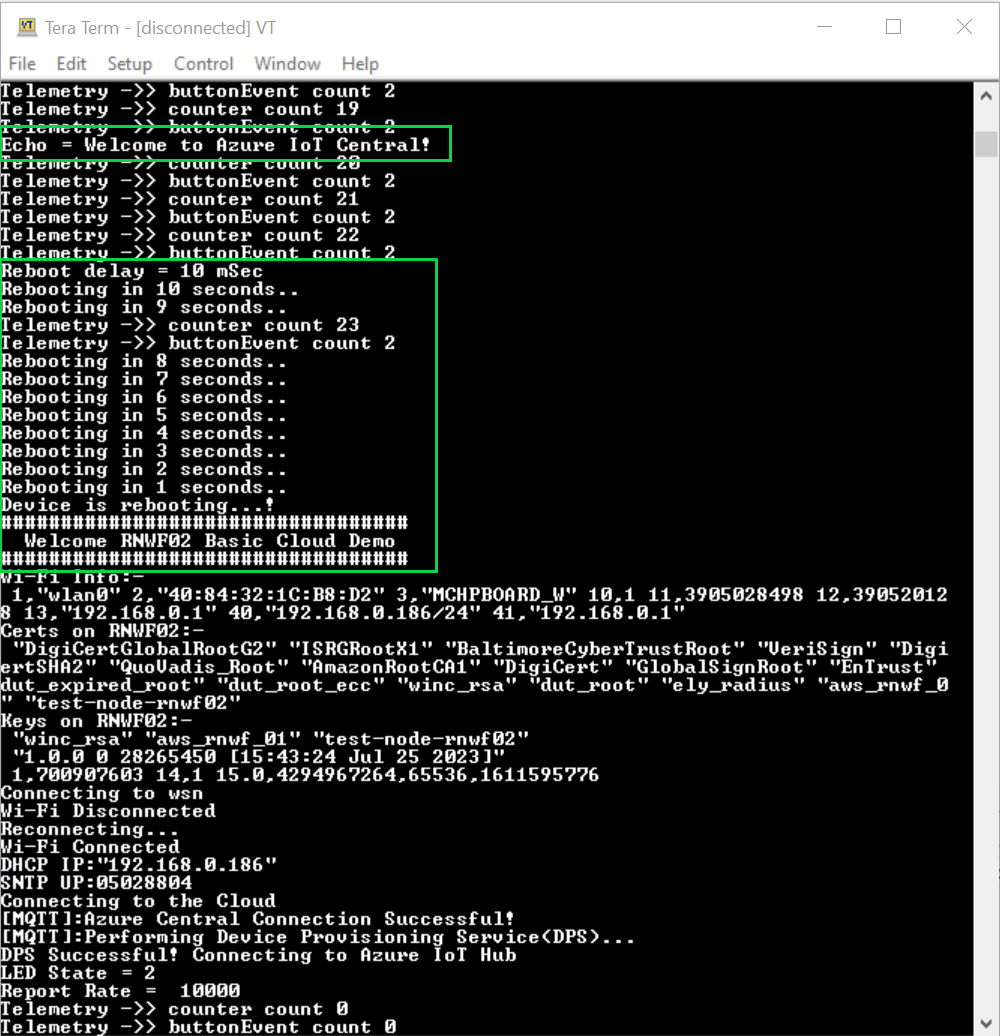 Tera Term - [disconnected] VT
File Edit Setup Control Window Help
Telemetry ->> buttonEvent count 2
Telemetry ->> counter count 19
Telemetry ->> buttonEvent count 2
Echo = Welcome to Azure IoT Central!
Telemetry ->> counter count 20
Telemetry ->> buttonEvent count 2
Telemetry ->> counter count 21
Telemetry ->> buttonEvent count 2
Telemetry ->> counter count 22
Telemetry ->> buttonEvent count 2
Reboot delay = 10 mSec
Rebooting in 10 seconds..
Rebooting in 9 seconds..
Telemetry ->> counter count 23
Telemetry ->> buttonEvent count 2
Rebooting in 8 seconds..
Rebooting in 7 seconds..
Rebooting in 6 seconds..
Rebooting in 5 seconds..
Rebooting in 4 seconds..
Rebooting in 3 seconds..
Rebooting in 2 seconds..
Rebooting in 1 seconds..
Device is rebooting...!
##################################
  Welcome RNWF02 Basic Cloud Demo
##################################
Wi-Fi Info:-
 1,"wlan0" 2,"40:84:32:1C:B8:D2" 3,"MCHPBOARD_W" 10,1 11,3905028498 12,39052012
8 13,"192.168.0.1" 40,"192.168.0.186/24" 41,"192.168.0.1"
Certs on RNWF02:-
 "DigiCertGlobalRootG2" "ISRGRootX1" "BaltimoreCyberTrustRoot" "VeriSign" "Digi
ertSHA2" "QuoVadis_Root" "AmazonRootCA1" "DigiCert" "GlobalSignRoot" "EnTrust"
dut_expired_root" "dut_root_ecc" "winc_rsa" "dut_root" "ely_radius" "aws_rnwf_0
" "test-node-rnwf02"
Keys on RNWF02:-
 "winc_rsa" "aws_rnwf_01" "test-node-rnwf02"
 "1.0.0 0 28265450 [15:43:24 Jul 25 2023]"
 1,700907603 14,1 15.0,4294967264,65536,1611595776
Connecting to wsn
Wi-Fi Disconnected
Reconnecting...
Wi-Fi Connected
DHCP IP:"192.168.0.186"
SNTP UP:05028804
Connecting to the Cloud
[MQTT]:Azure Central Connection Successful!
[MQTT]:Performing Device Provisioning Service(DPS)...
DPS Successful! Connecting to Azure IoT Hub
LED State = 2
Report Rate =  10000
Telemetry ->> counter count 0
Telemetry ->> buttonEvent count 0